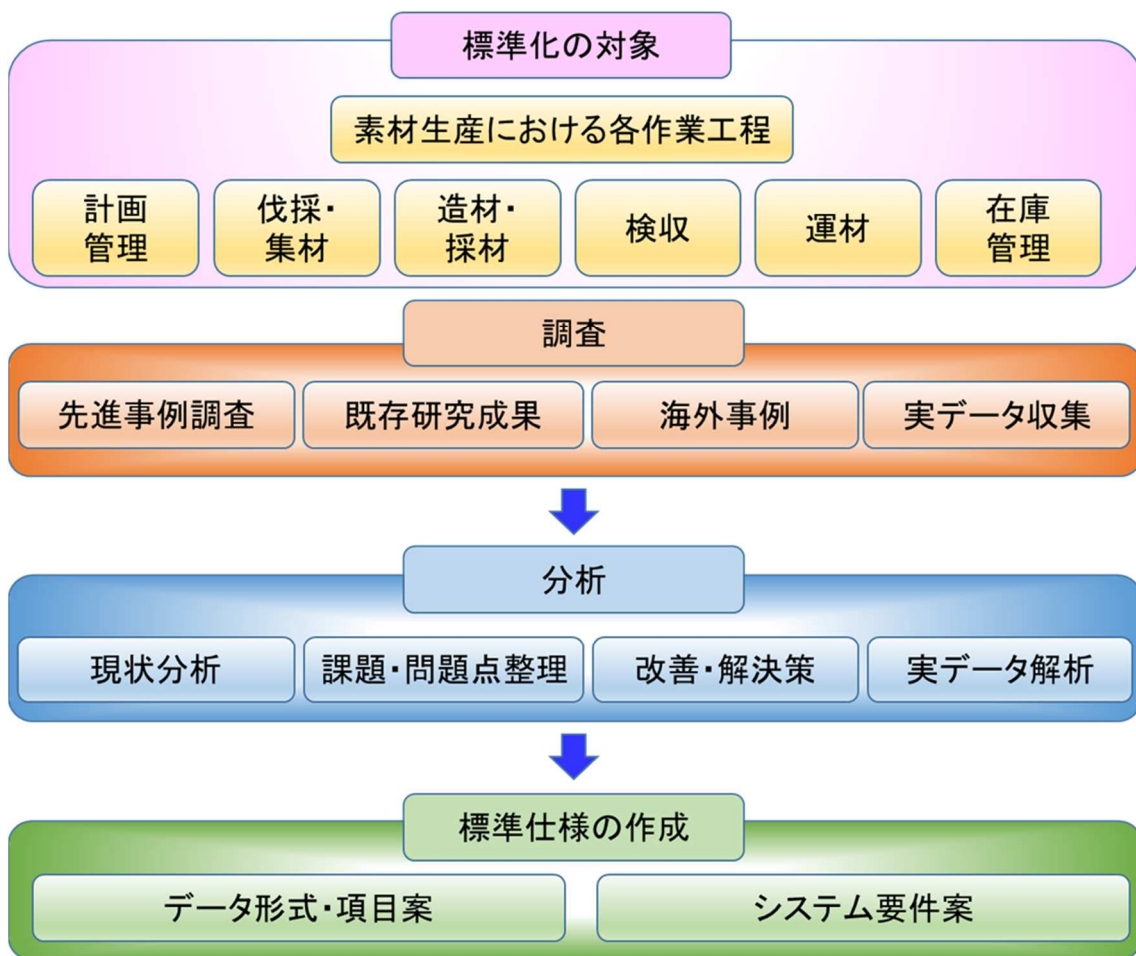 標準化の対象
素材生産における各作業工程
計画
管理
伐採・
集材
造材・
採材
検収
運材
在庫
管理
調査
先進事例調査
既存研究成果
海外事例
実データ収集
分析
現状分析
課題・問題点整理
改善・解決策
実データ解析
標準仕様の作成
データ形式・項目案
システム要件案